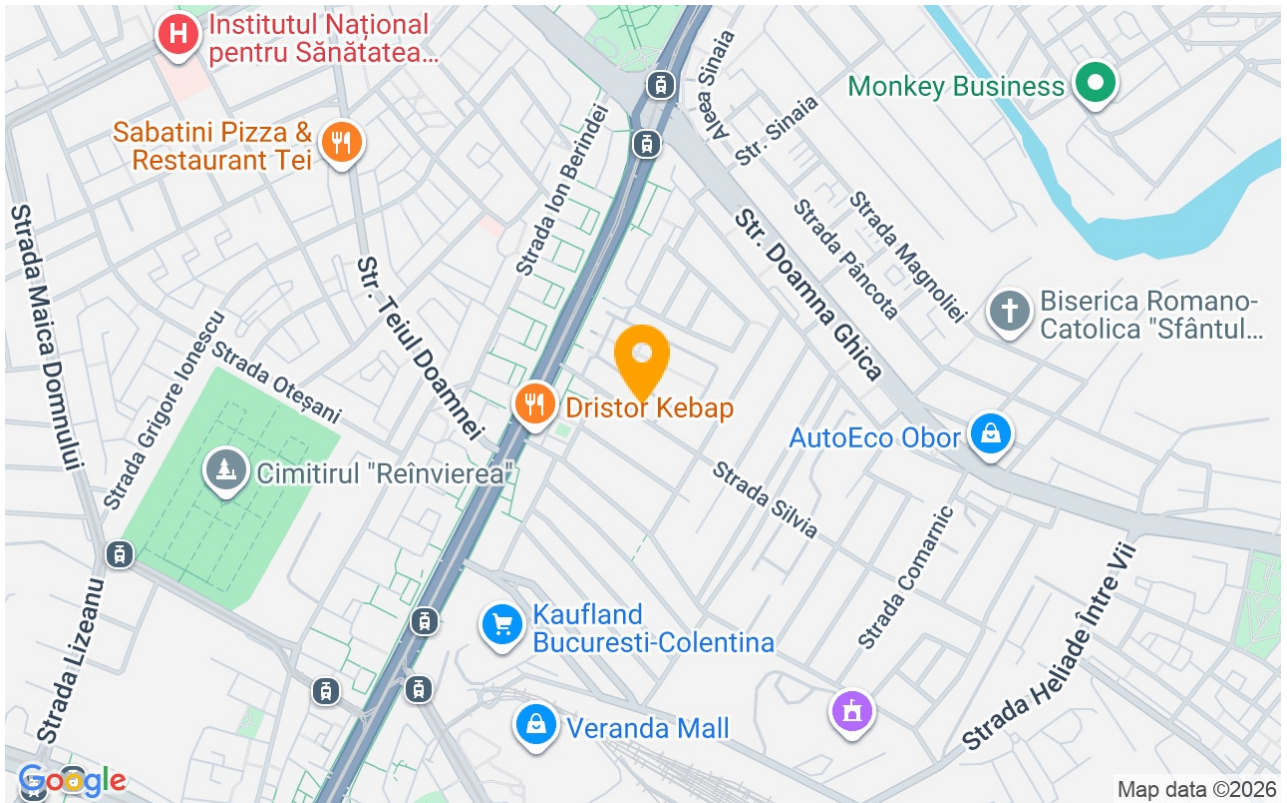 Institutul Național
pentru Sănătatea...
H
Monkey Business
Sabatini Pizza &
Restaurant Tei
Aleea Sinaia
Str. Sinaia
Strada Ion Berindei
Strada Magnoliei
Strada Pâncota
Str. Doamna Ghica
Strada Maica Domnului
Str. Teiul Doamnei
Biserica Romano-
Catolica "Sfântul...
Strada Grigore Ionescu
Strada Oteșani
Dristor Kebap
AutoEco Obor
Cimitirul "Reînvierea"
Strada Silvia
Strada Comarnic
Strada Heliade Între Vii
Strada Lizeanu
Kaufland
Bucuresti-Colentina
Veranda Mall
Google
Map data ©2026